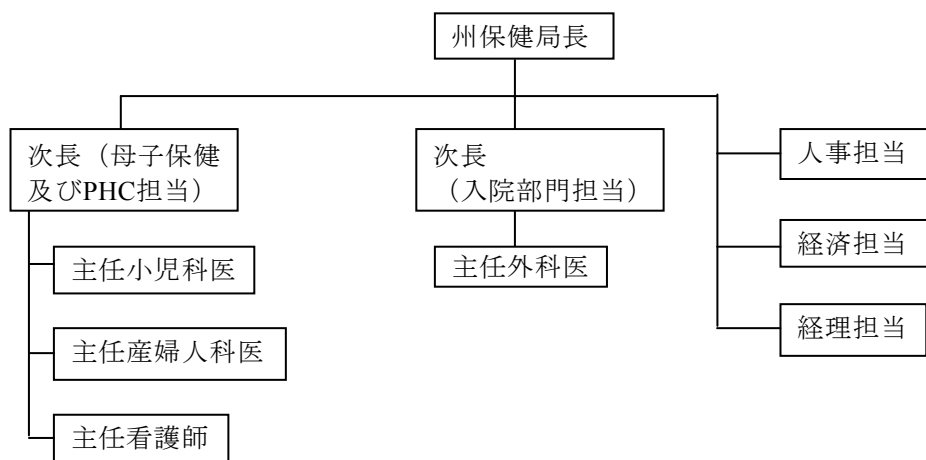 州保健局長
次長（母子保健
及びPHC担当）
次長
（入院部門担当）
人事担当
主任小児科医
主任外科医
経済担当
主任産婦人科医
経理担当
主任看護師